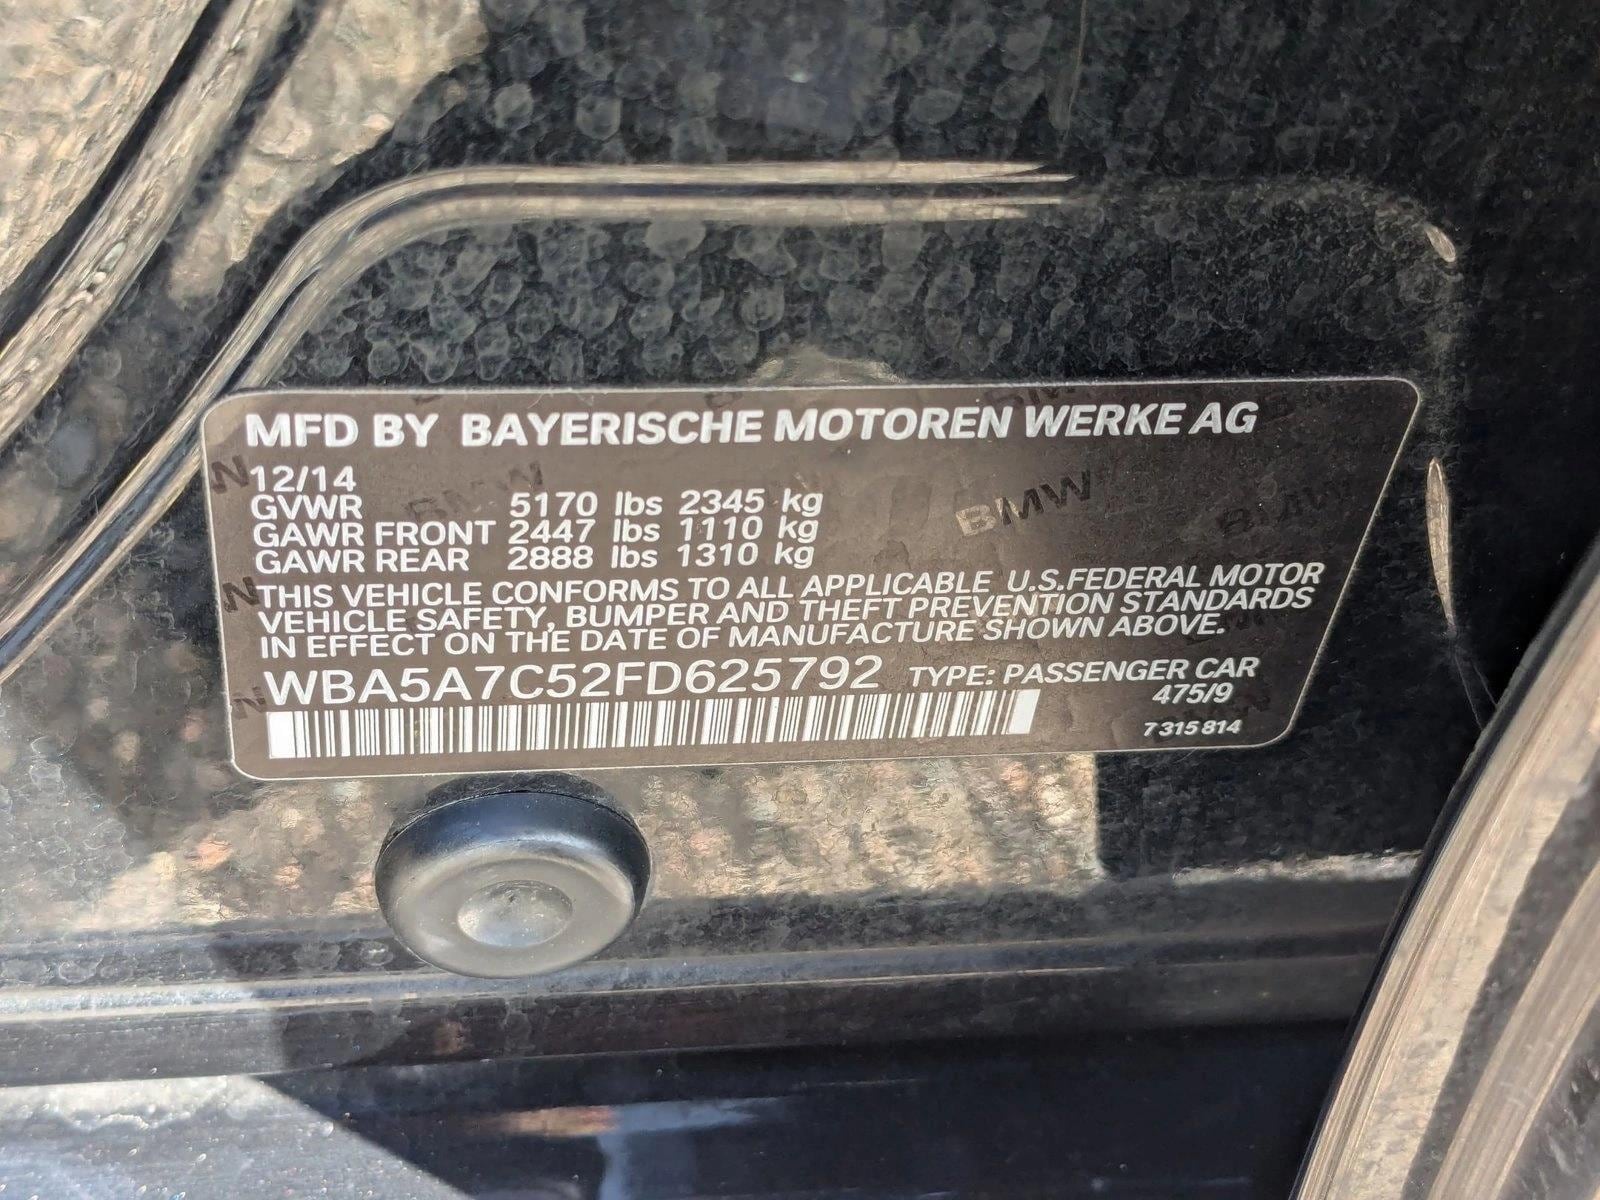 MFD BY BAYERISCHE MOTOREN WERKE AG
12/14
GVWR 5170 lbs 2345 kg
GAWR FRONT 2447 lbs 1110 kg
GAWR REAR 2888 lbs 1310 kg
THIS VEHICLE CONFORMS TO ALL APPLICABLE U.S.FEDERAL MOTOR
VEHICLE SAFETY, BUMPER AND THEFT PREVENTION STANDARDS
IN EFFECT ON THE DATE OF MANUFACTURE SHOWN ABOVE.
WBA5A7C52FD625792 TYPE: PASSENGER CAR
475/9
7 315 814
BMW
BMW
BMW